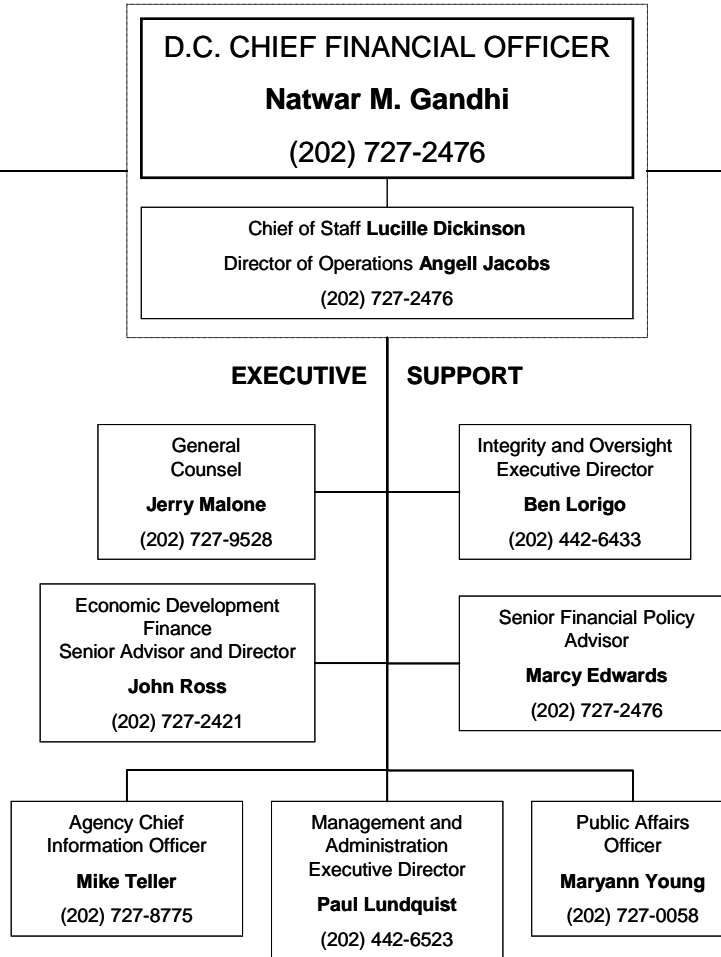 D.C. CHIEF FINANCIAL OFFICER
Natwar M. Gandhi
(202) 727-2476
Chief of Staff Lucille Dickinson
Director of Operations Angell Jacobs
(202) 727-2476
EXECUTIVE SUPPORT
General
Counsel
Jerry Malone
(202) 727-9528
Integrity and Oversight
Executive Director
Ben Lorigo
(202) 442-6433
Economic Development
Finance
Senior Advisor and Director
John Ross
(202) 727-2421
Senior Financial Policy
Advisor
Marcy Edwards
(202) 727-2476
Agency Chief
Information Officer
Mike Teller
(202) 727-8775
Management and
Administration
Executive Director
Paul Lundquist
(202) 442-6523
Public Affairs
Officer
Maryann Young
(202) 727-0058